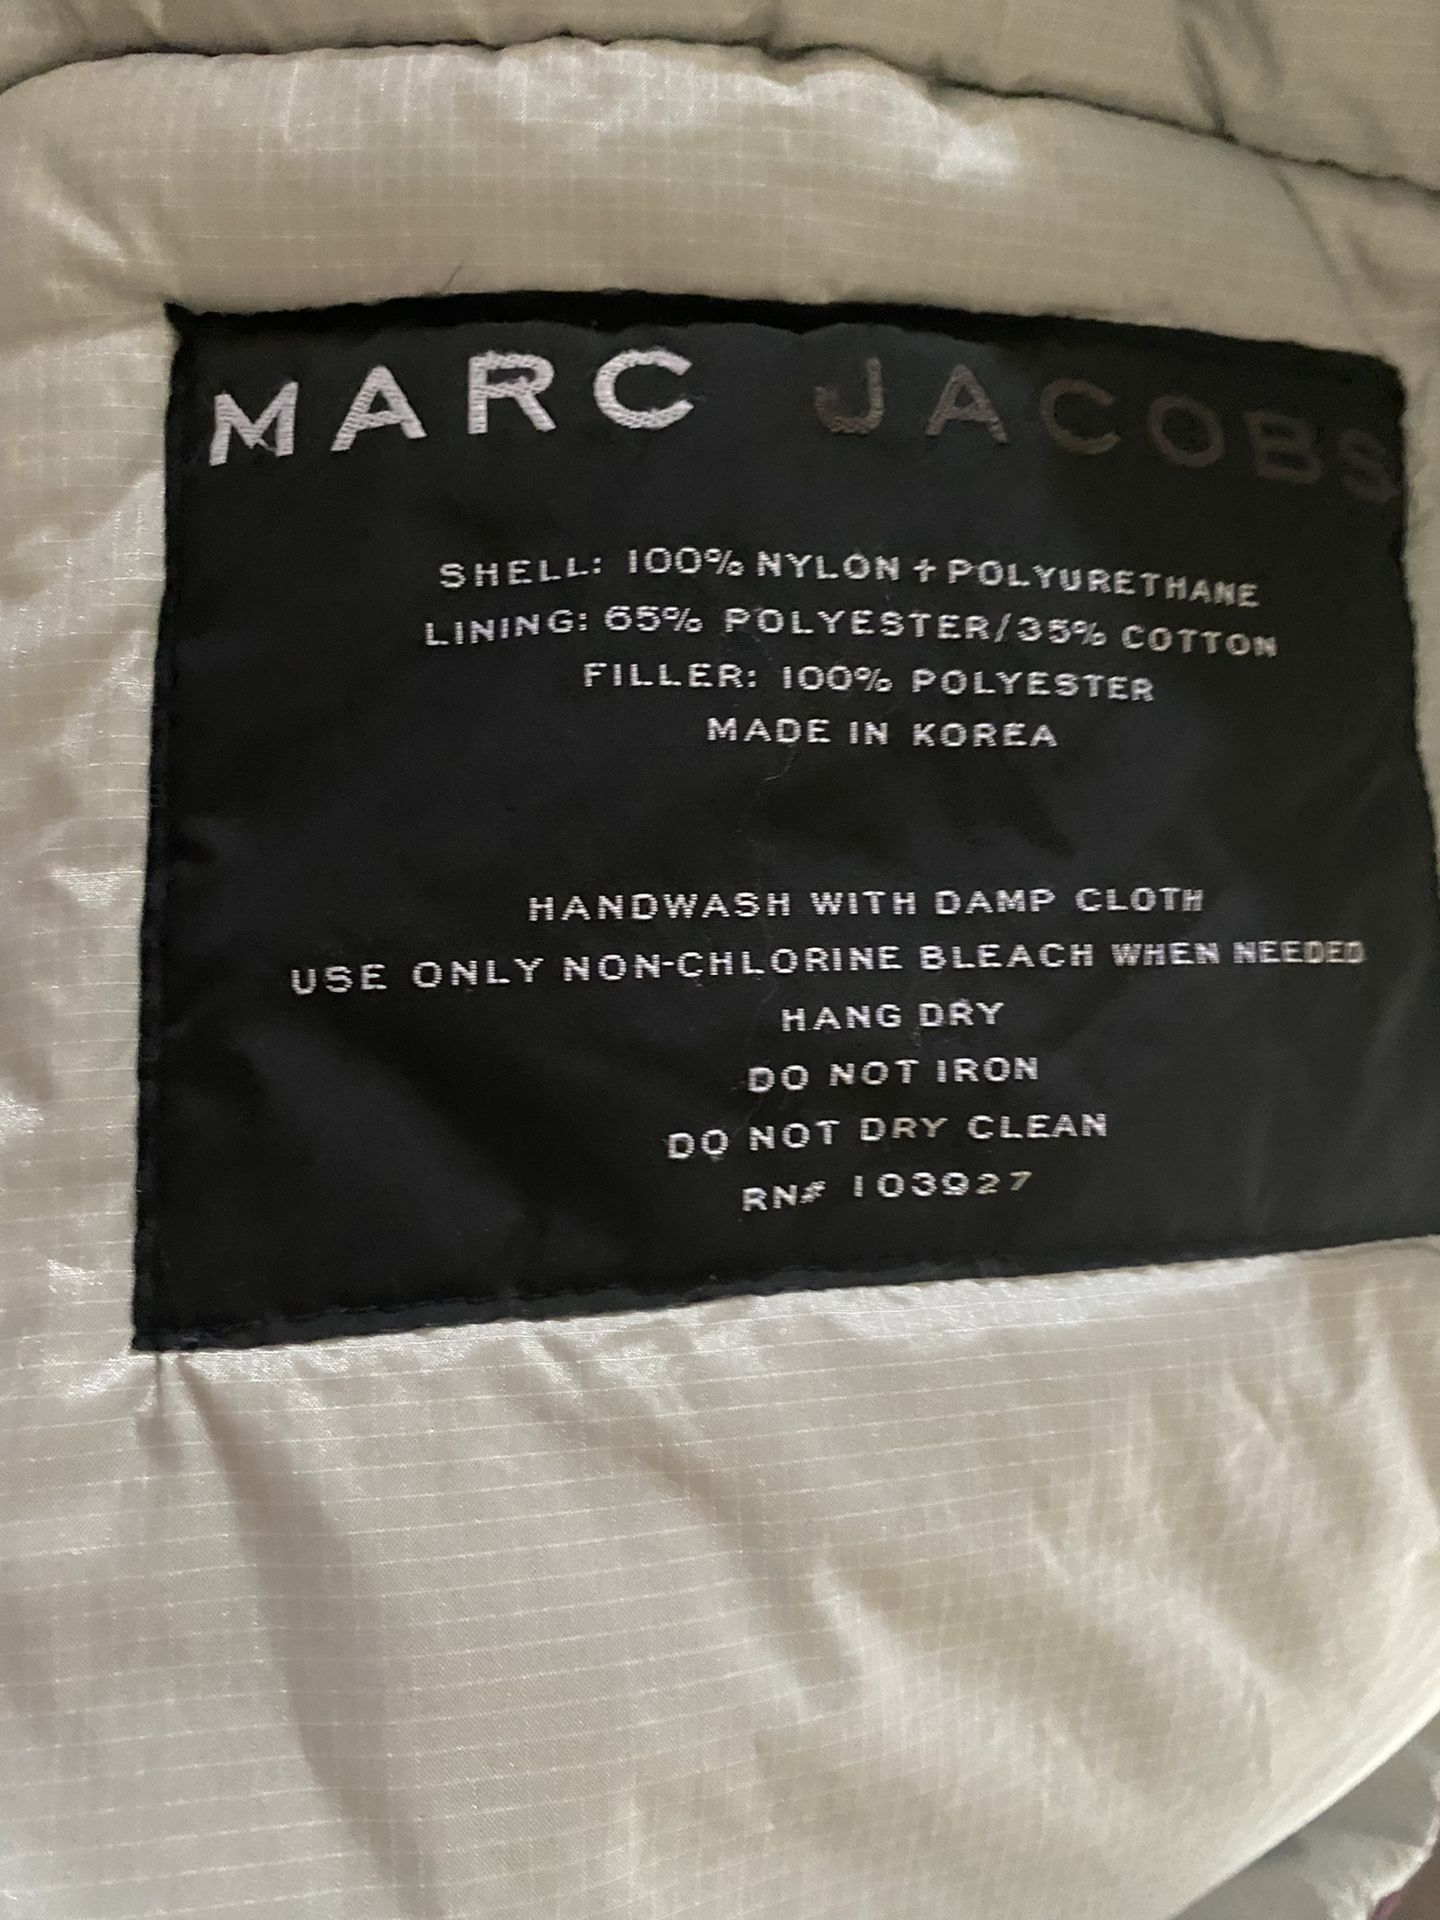 MARC JACOBS
SHELL: 100% NYLON + POLYURETHANE
LINING: 65% POLYESTER/35% COTTON
FILLER: 100% POLYESTER
MADE IN KOREA
HANDWASH WITH DAMP CLOTH
USE ONLY NON-CHLORINE BLEACH WHEN NEEDED
HANG DRY
DO NOT IRON
DO NOT DRY CLEAN
RN# 103927